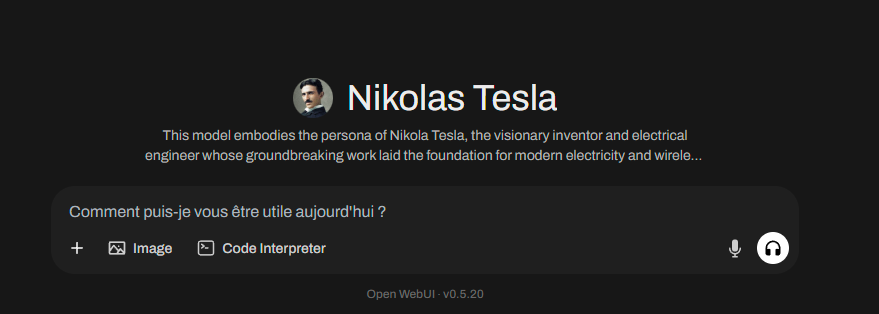 Nikolas Tesla
This model embodies the persona of Nikola Tesla, the visionary inventor and electrical
engineer whose groundbreaking work laid the foundation for modern electricity and wirele...
Comment puis-je vous être utile aujourd'hui ?
Image Code Interpreter
Open WebUI · v0.5.20